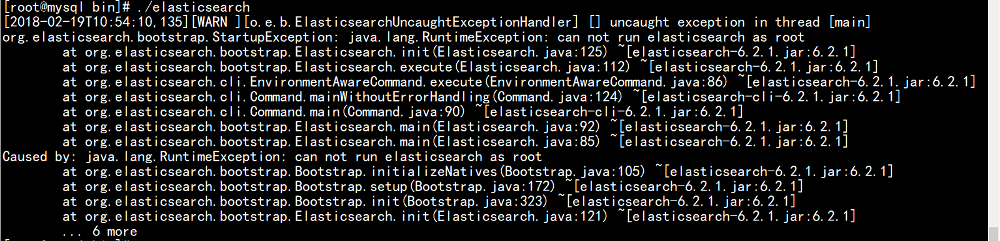 [root@mysql bin]# ./elasticsearch
[2018-02-19T10:54:10,135][WARN ][o.e.b.ElasticsearchUncaughtExceptionHandler] [] uncaught exception in thread [main]
org.elasticsearch.bootstrap.StartupException: java.lang.RuntimeException: can not run elasticsearch as root
        at org.elasticsearch.bootstrap.Elasticsearch.init(Elasticsearch.java:125) ~[elasticsearch-6.2.1.jar:6.2.1]
        at org.elasticsearch.bootstrap.Elasticsearch.execute(Elasticsearch.java:112) ~[elasticsearch-6.2.1.jar:6.2.1]
        at org.elasticsearch.cli.EnvironmentAwareCommand.execute(EnvironmentAwareCommand.java:86) ~[elasticsearch-6.2.1.jar:6.2.1]
        at org.elasticsearch.cli.Command.mainWithoutErrorHandling(Command.java:124) ~[elasticsearch-cli-6.2.1.jar:6.2.1]
        at org.elasticsearch.cli.Command.main(Command.java:90) ~[elasticsearch-cli-6.2.1.jar:6.2.1]
        at org.elasticsearch.bootstrap.Elasticsearch.main(Elasticsearch.java:92) ~[elasticsearch-6.2.1.jar:6.2.1]
        at org.elasticsearch.bootstrap.Elasticsearch.main(Elasticsearch.java:85) ~[elasticsearch-6.2.1.jar:6.2.1]
Caused by: java.lang.RuntimeException: can not run elasticsearch as root
        at org.elasticsearch.bootstrap.Bootstrap.initializeNatives(Bootstrap.java:105) ~[elasticsearch-6.2.1.jar:6.2.1]
        at org.elasticsearch.bootstrap.Bootstrap.setup(Bootstrap.java:172) ~[elasticsearch-6.2.1.jar:6.2.1]
        at org.elasticsearch.bootstrap.Bootstrap.init(Bootstrap.java:323) ~[elasticsearch-6.2.1.jar:6.2.1]
        at org.elasticsearch.bootstrap.Elasticsearch.init(Elasticsearch.java:121) ~[elasticsearch-6.2.1.jar:6.2.1]
        ... 6 more